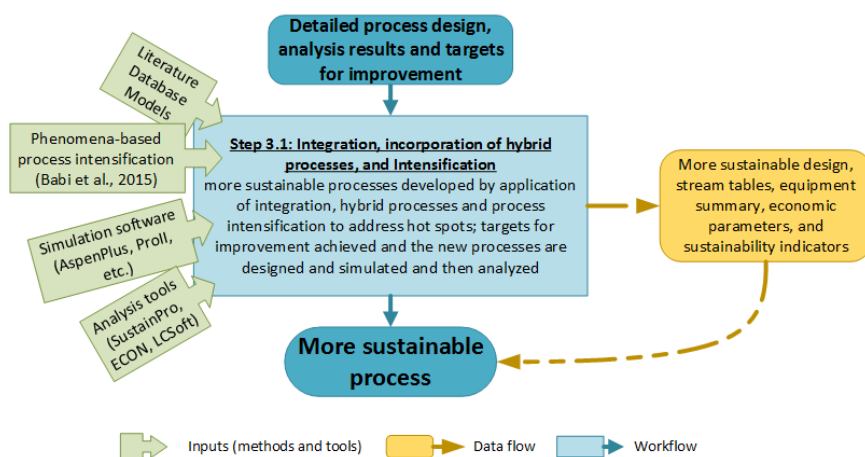 Detailed process design,
analysis results and targets
for improvement
Literature
Database
Models
Phenomena-based
process intensification
(Babi et al., 2015)
Simulation software
(AspenPlus, ProII,
etc.)
Analysis tools
(SustainPro,
ECON, LCSoft)
Step 3.1: Integration, incorporation of hybrid
processes, and Intensification
more sustainable processes developed by application
of integration, hybrid processes and process
intensification to address hot spots; targets for
improvement achieved and the new processes are
designed and simulated and then analyzed
More sustainable design,
stream tables, equipment
summary, economic
parameters, and
sustainability indicators
More sustainable
process
Inputs (methods and tools)
Data flow
Workflow